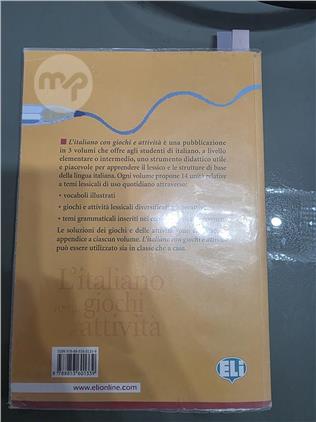 mp
L'italiano con giochi e attività è una pubblicazione
in 3 volumi che offre agli studenti di italiano, a livello
elementare o intermedio, uno strumento didattico utile
e piacevole per apprendere il lessico e le strutture di base
della lingua italiana. Ogni volume propone 14 unità relative
a temi lessicali di uso quotidiano attraverso:
• vocaboli illustrati
• giochi e attività lessicali
• temi grammaticali inseriti nel
Le soluzioni dei giochi e delle attività
appendice a ciascun volume. L'italiano con giochi e attività
può essere utilizzato sia in classe che a casa.
L'italiano
con giochi
attività
www.elionline.com
ELi